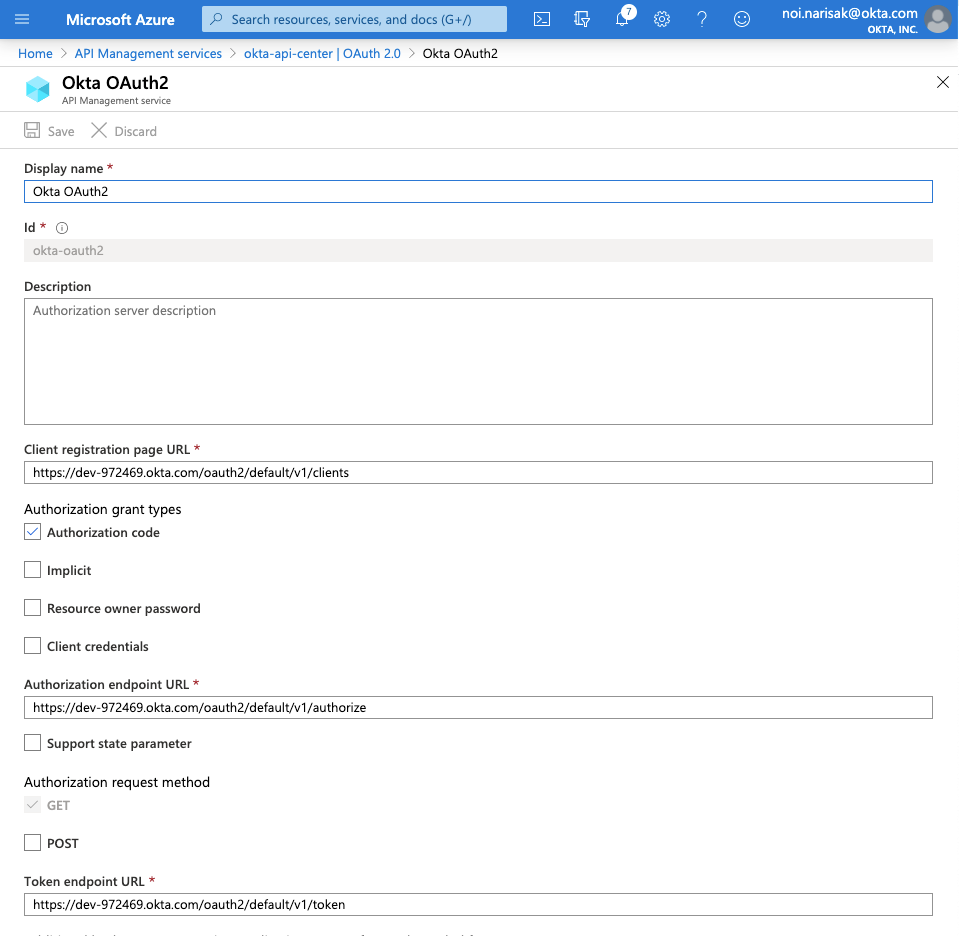 Microsoft Azure
Search resources, services, and docs (G+/)
7
noi.narisak@okta.com
OKTA, INC.
Home > API Management services > okta-api-center | OAuth 2.0 > Okta OAuth2
Okta OAuth2
API Management service
Save Discard
Display name *
Okta OAuth2
Id *
okta-oauth2
Description
Authorization server description
Client registration page URL *
https://dev-972469.okta.com/oauth2/default/v1/clients
Authorization grant types
Authorization code
Implicit
Resource owner password
Client credentials
Authorization endpoint URL *
https://dev-972469.okta.com/oauth2/default/v1/authorize
Support state parameter
Authorization request method
GET
POST
Token endpoint URL *
https://dev-972469.okta.com/oauth2/default/v1/token